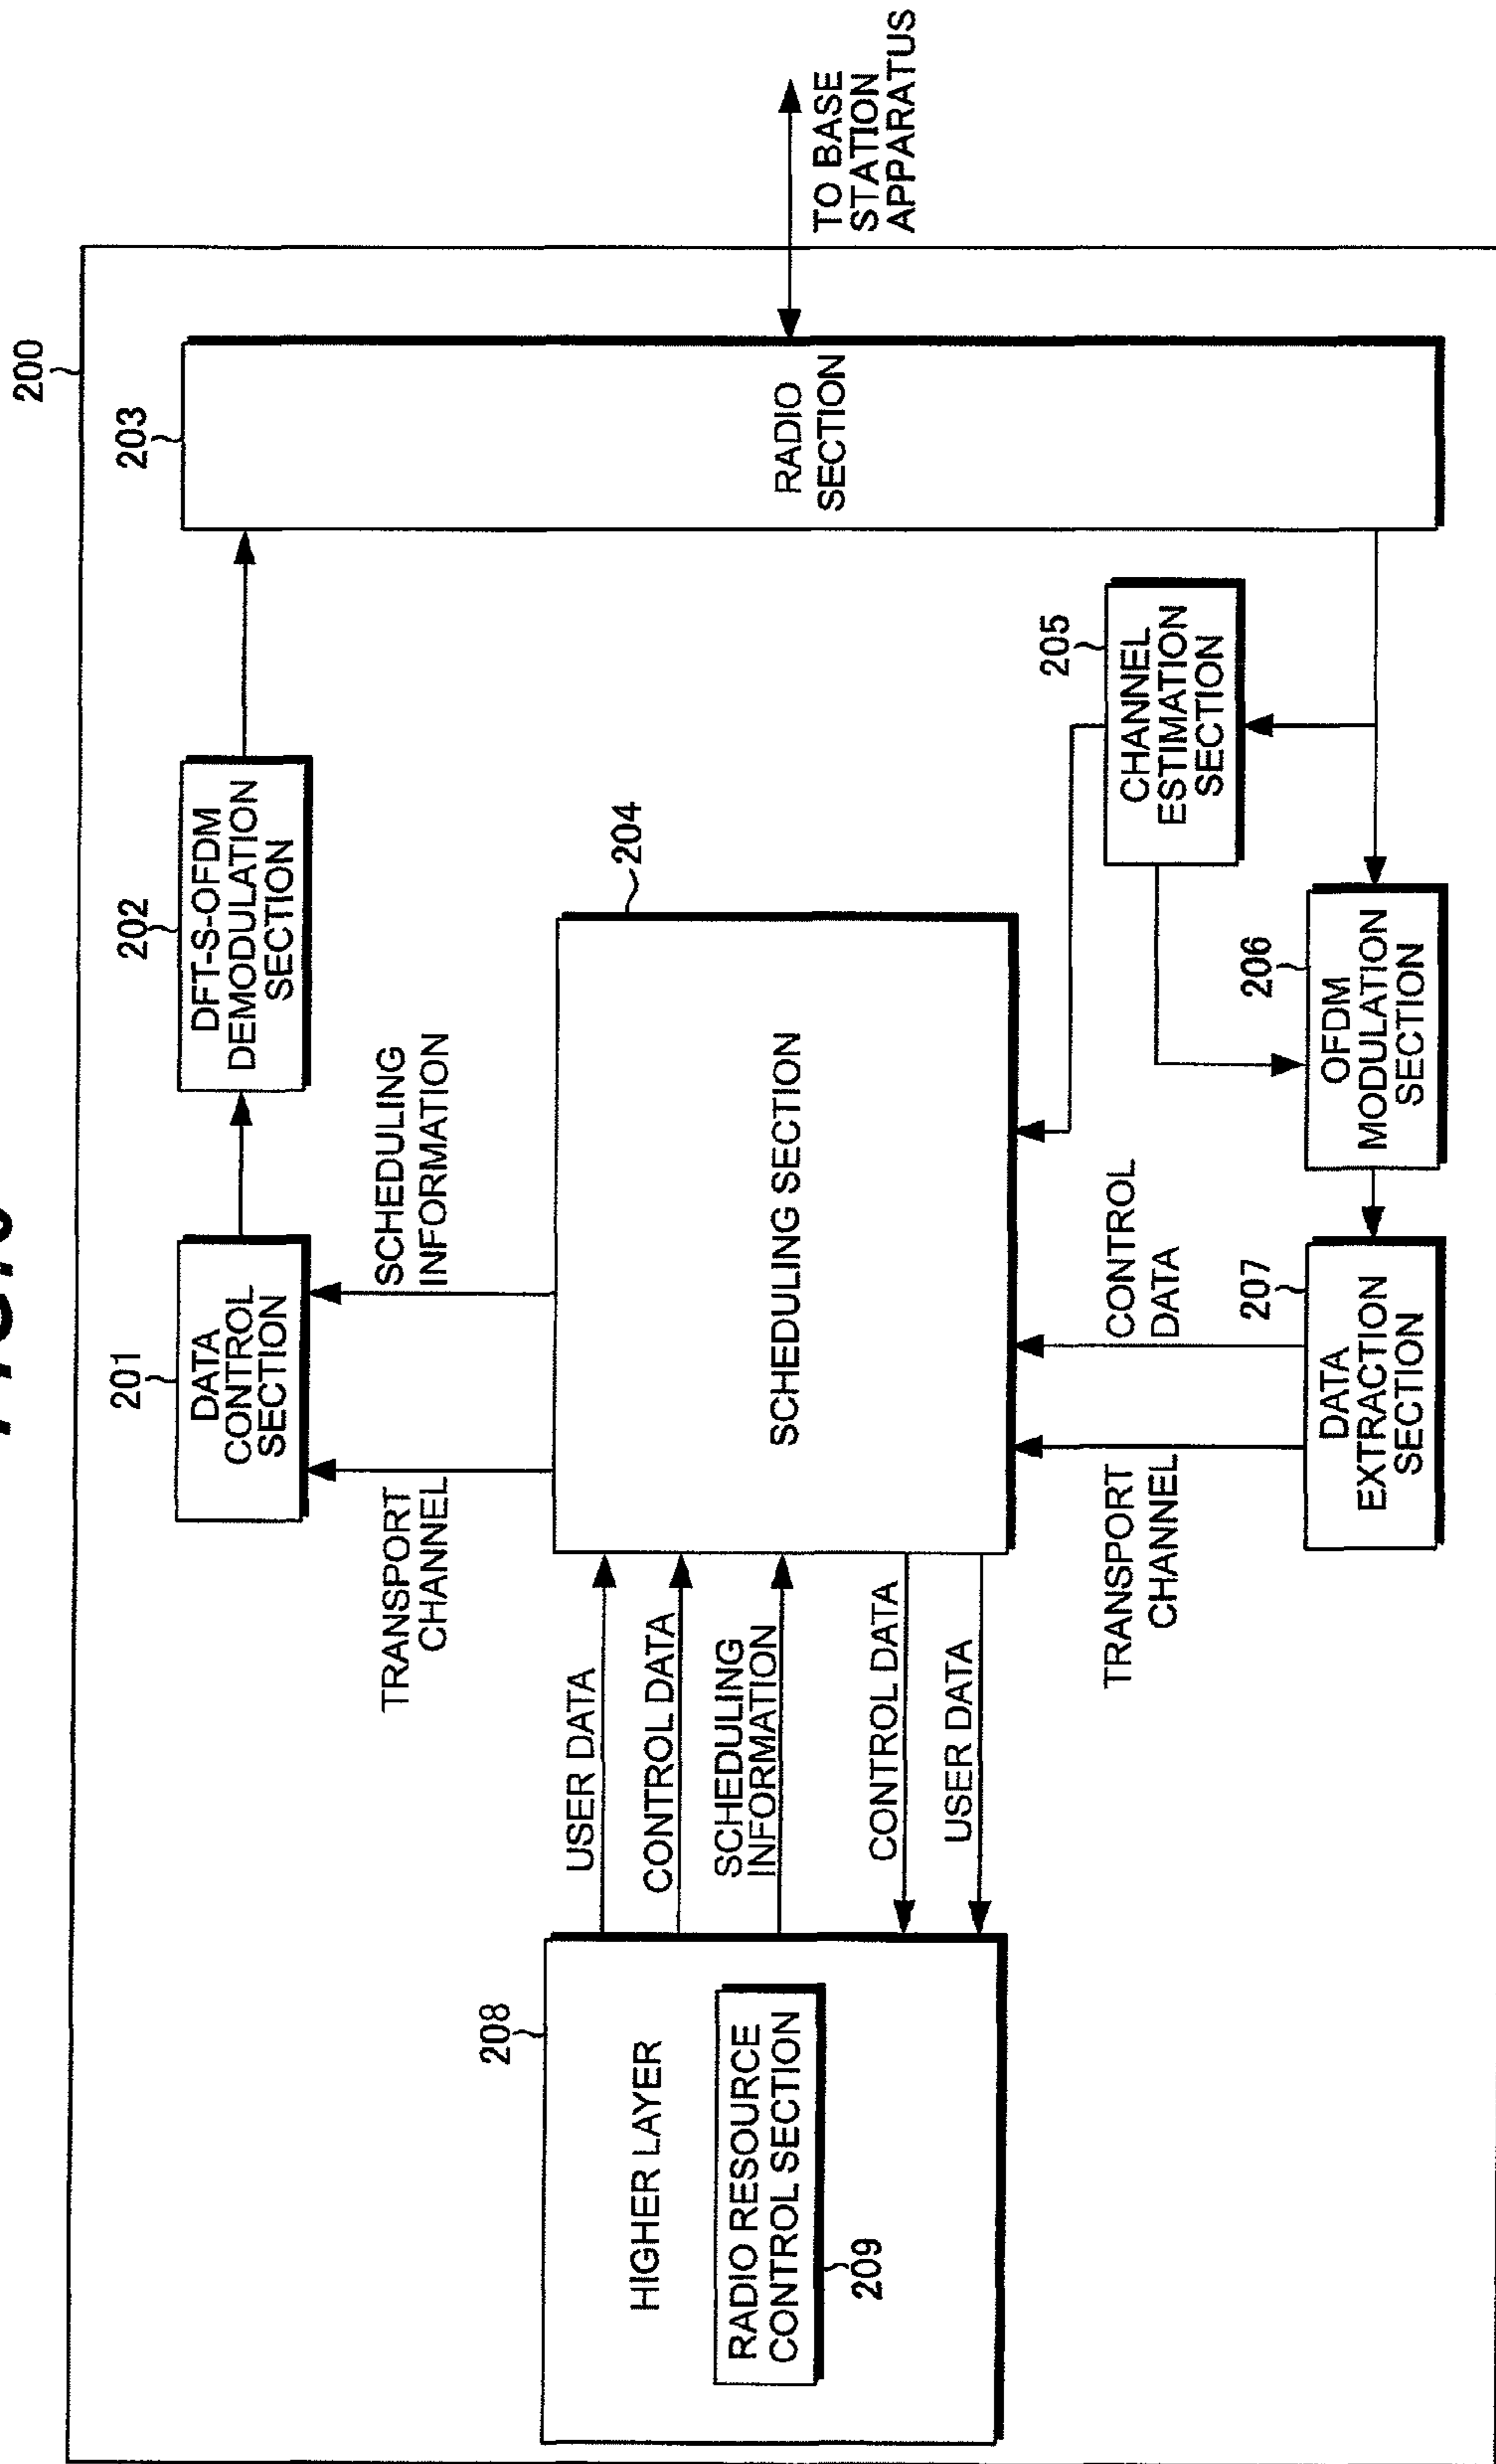 200
203
RADIO
SECTION
TO BASE
STATION
APPARATUS
202
DFT-S-OFDM
DEMODULATION
SECTION
201
DATA
CONTROL
SECTION
SCHEDULING
INFORMATION
TRANSPORT
CHANNEL
204
SCHEDULING SECTION
205
CHANNEL
ESTIMATION
SECTION
206
OFDM
MODULATION
SECTION
207
DATA
EXTRACTION
SECTION
CONTROL
DATA
TRANSPORT
CHANNEL
USER DATA
CONTROL DATA
SCHEDULING
INFORMATION
CONTROL DATA
USER DATA
208
HIGHER LAYER
RADIO RESOURCE
CONTROL SECTION
209